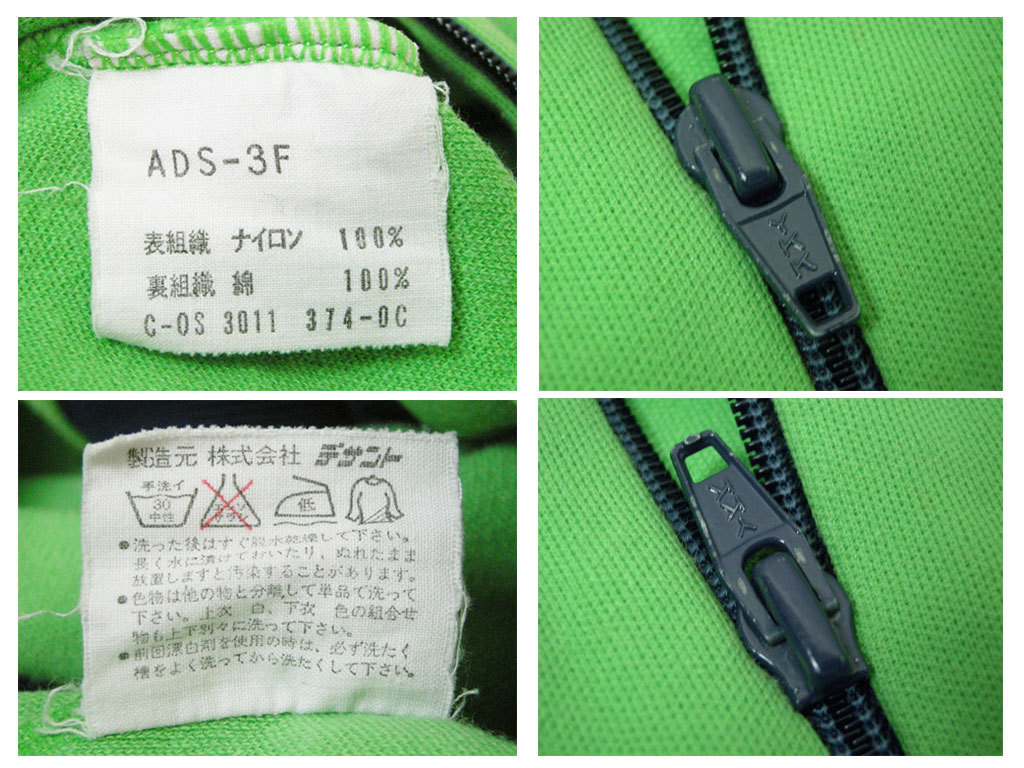 ADS-3F
表組織 ナイロン 100%
裏組織 綿 100%
C-OS 3011 374-0C
YKK
製造元 株式会社 デサント
手洗イ
30
中性
低
●洗った後はすぐ脱水乾燥して下さい。
長く水に漬けておいたり、ぬれたまま
放置しますと汚染することがあります。
●色物は他の物と分離して単品で洗って
下さい。上衣 白、下衣 色の組合せ
物も上下別々に洗って下さい。
●前回漂白剤を使用の時は、必ず洗たく
槽をよく洗ってから洗たくして下さい。
YKK